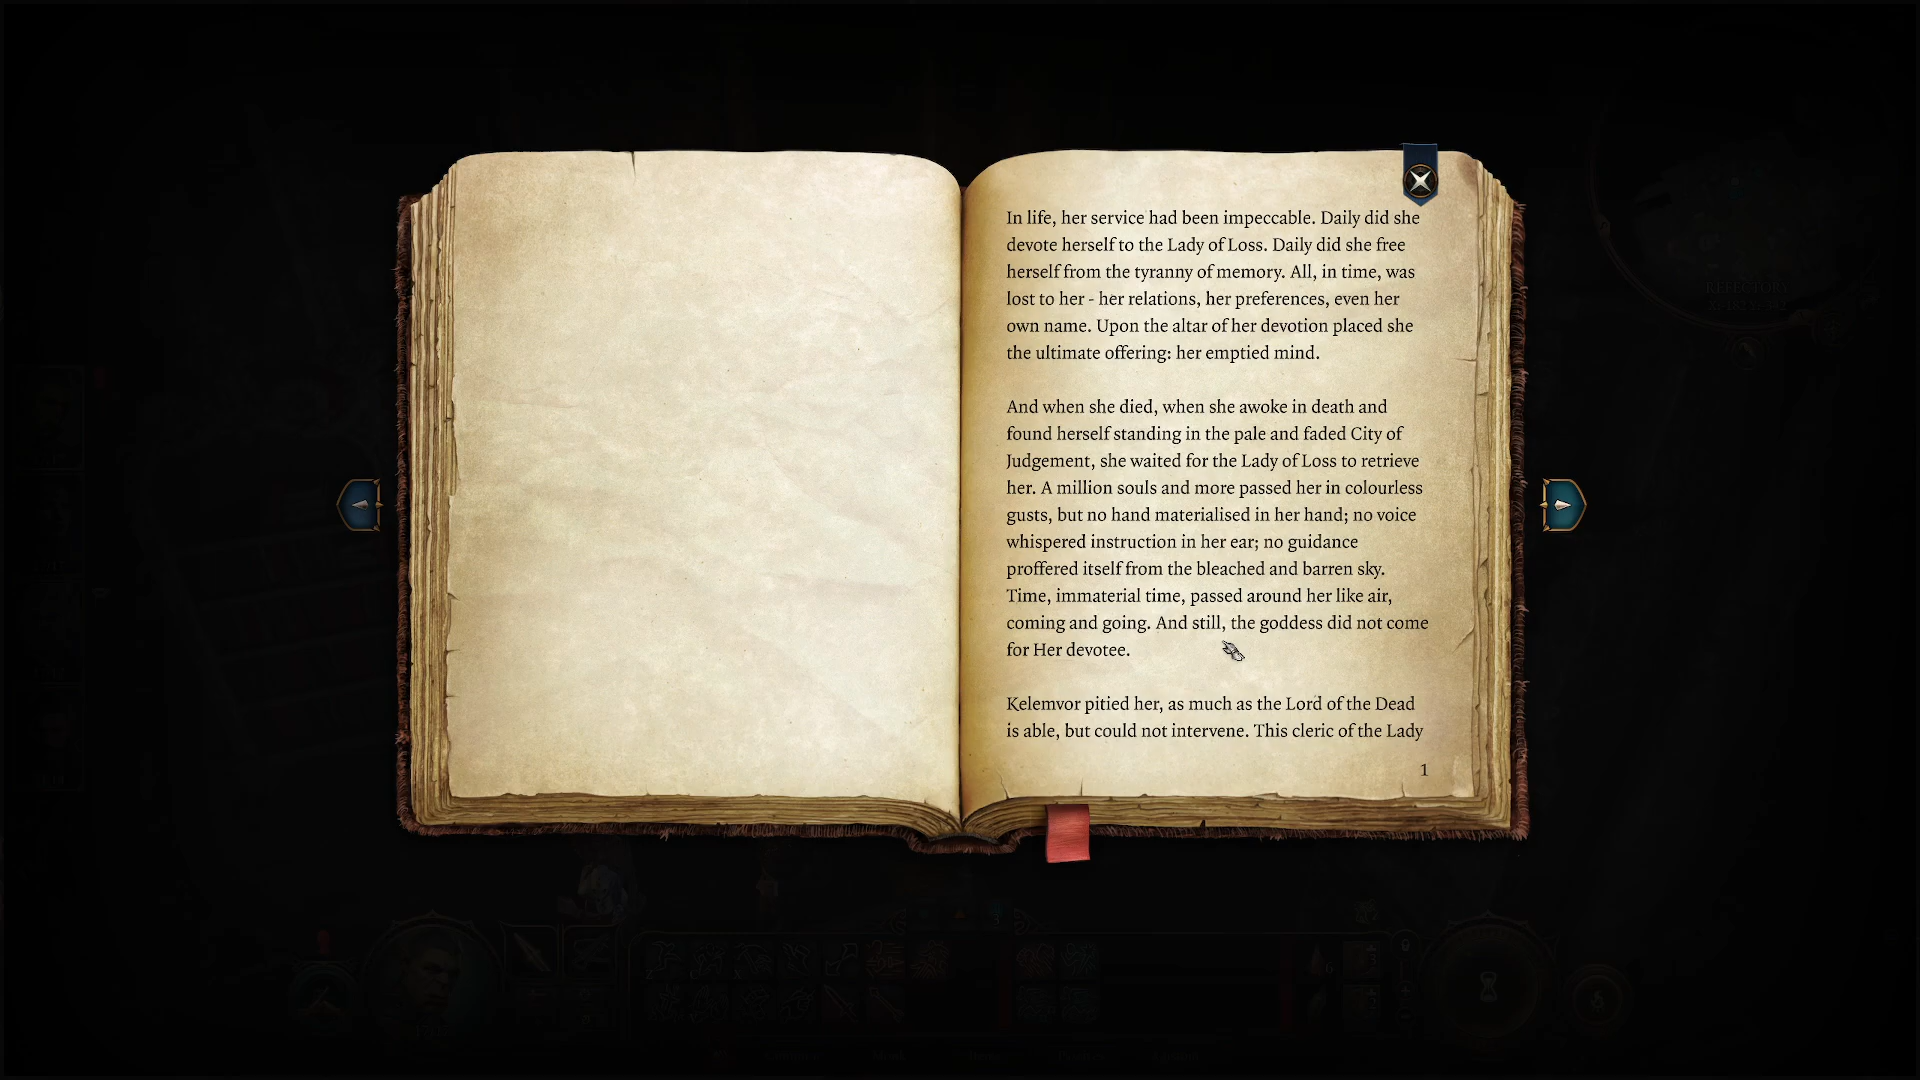 In life, her service had been impeccable. Daily did she
devote herself to the Lady of Loss. Daily did she free
herself from the tyranny of memory. All, in time, was
lost to her - her relations, her preferences, even her
own name. Upon the altar of her devotion placed she
the ultimate offering: her emptied mind.
And when she died, when she awoke in death and
found herself standing in the pale and faded City of
Judgement, she waited for the Lady of Loss to retrieve
her. A million souls and more passed her in colourless
gusts, but no hand materialised in her hand; no voice
whispered instruction in her ear; no guidance
proffered itself from the bleached and barren sky.
Time, immaterial time, passed around her like air,
coming and going. And still, the goddess did not come
for Her devotee.
Kelemvor pitied her, as much as the Lord of the Dead
is able, but could not intervene. This cleric of the Lady
1
REFECTORY